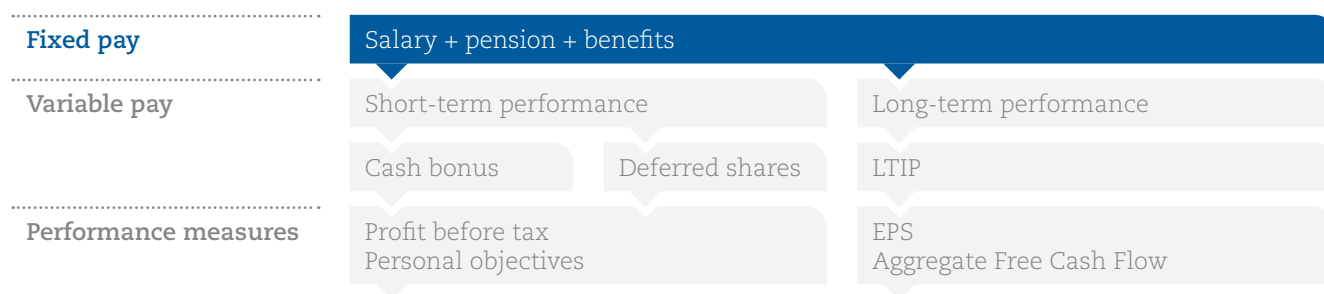 Fixed pay
Salary + pension + benefits
Variable pay
Short-term performance
Long-term performance
Cash bonus
Deferred shares
LTIP
Performance measures
Profit before tax
Personal objectives
EPS
Aggregate Free Cash Flow